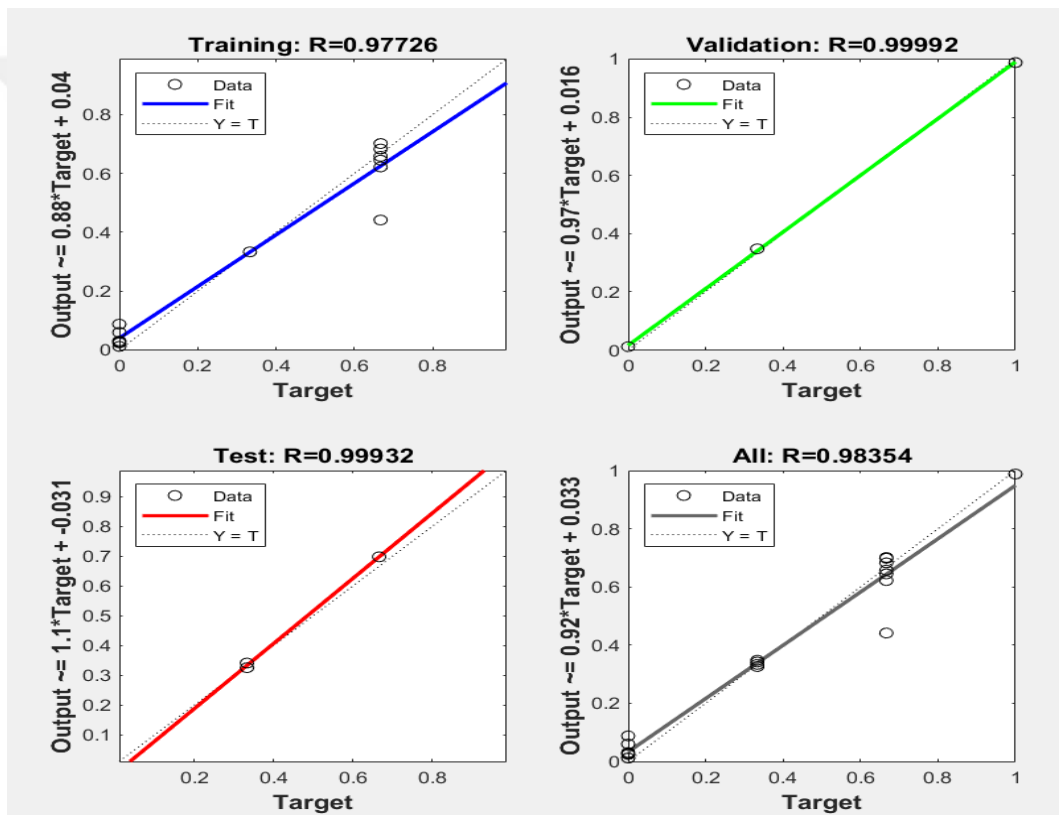 Training: R=0.97726
Output ~= 0.88*Target + 0.04
Data
Fit
Y = T
0.8
0.6
0.4
0.2
0
0
0.2
0.4
0.6
0.8
Target
Validation: R=0.99992
Output ~= 0.97*Target + 0.016
Data
Fit
Y = T
1
0.8
0.6
0.4
0.2
0
0
0.2
0.4
0.6
0.8
1
Target
Test: R=0.99932
Output ~= 1.1*Target + -0.031
Data
Fit
Y = T
0.9
0.8
0.7
0.6
0.5
0.4
0.3
0.2
0.1
0.2
0.4
0.6
0.8
Target
All: R=0.98354
Output ~= 0.92*Target + 0.033
Data
Fit
Y = T
1
0.8
0.6
0.4
0.2
0
0
0.2
0.4
0.6
0.8
1
Target